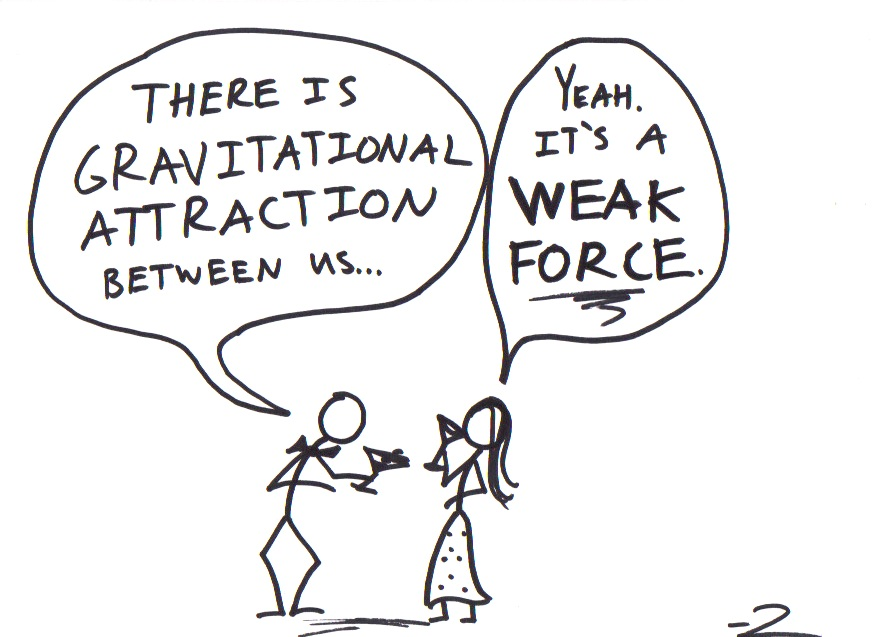 THERE IS
GRAVITATIONAL
ATTRACTION
BETWEEN US...
YEAH.
IT'S A
WEAK
FORCE.